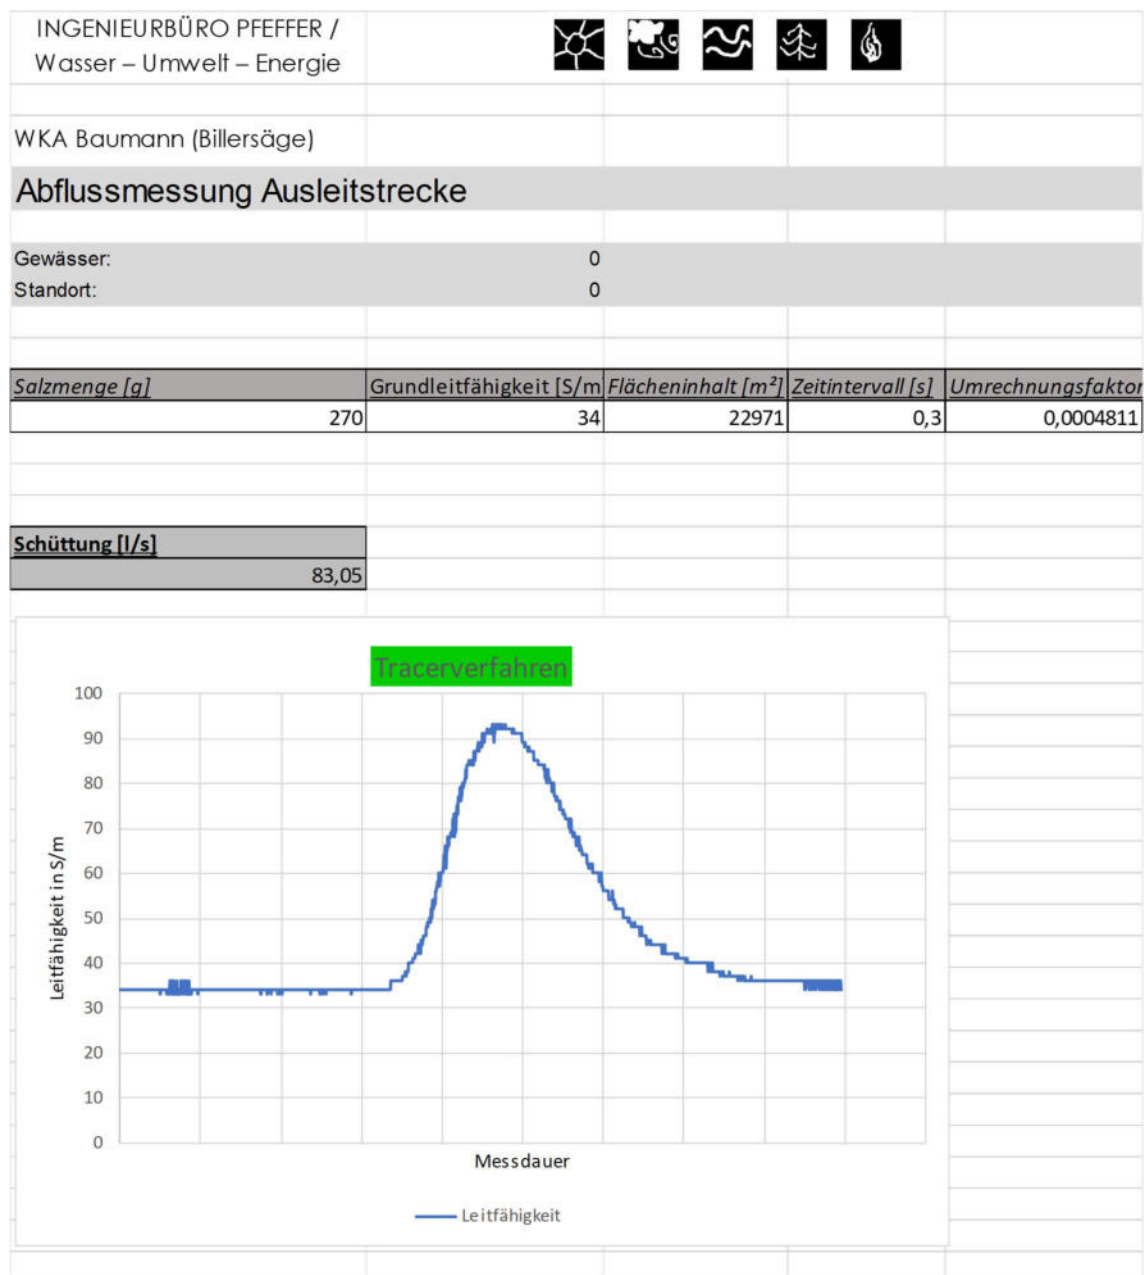 INGENIEURBÜRO PFEFFER /
Wasser – Umwelt – Energie
WKA Baumann (Billersäge)
Abflussmessung Ausleitstrecke
Gewässer: 0
Standort: 0
Salzmenge [g] Grundleitfähigkeit [S/m Flächeninhalt [m²] Zeitintervall [s] Umrechnungsfaktor
270 34 22971 0,3 0,0004811
Schüttung [l/s]
83,05
Tracerverfahren
100
90
80
70
60
50
40
30
20
10
0
Leitfähigkeit in S/m
Messdauer
Leitfähigkeit